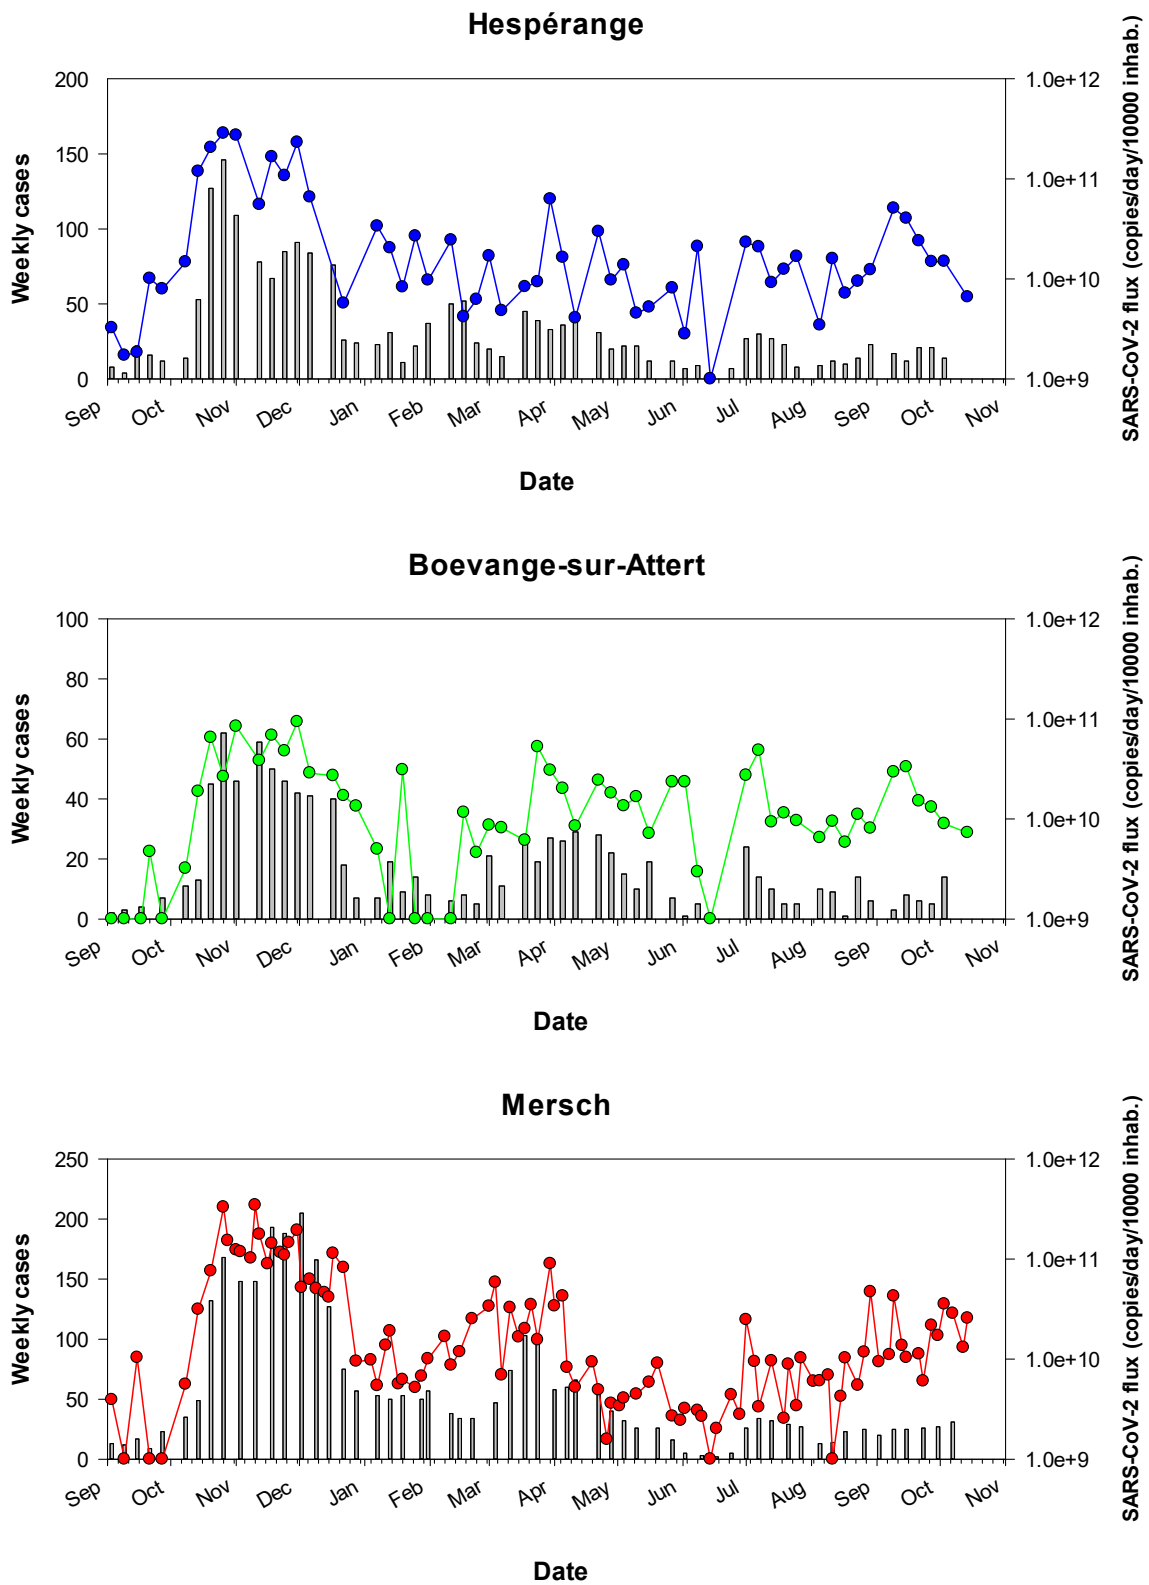 Hespérange
200
150
100
50
0
Weekly cases
1.0e+12
1.0e+11
1.0e+10
1.0e+9
SARS-CoV-2 flux (copies/day/10000 inhab.)
Sep Oct Nov Dec Jan Feb Mar Apr May Jun Jul Aug Sep Oct Nov
Date
Boevange-sur-Attert
100
80
60
40
20
0
Weekly cases
1.0e+12
1.0e+11
1.0e+10
1.0e+9
SARS-CoV-2 flux (copies/day/10000 inhab.)
Sep Oct Nov Dec Jan Feb Mar Apr May Jun Jul Aug Sep Oct Nov
Date
Mersch
250
200
150
100
50
0
Weekly cases
1.0e+12
1.0e+11
1.0e+10
1.0e+9
SARS-CoV-2 flux (copies/day/10000 inhab.)
Sep Oct Nov Dec Jan Feb Mar Apr May Jun Jul Aug Sep Oct Nov
Date